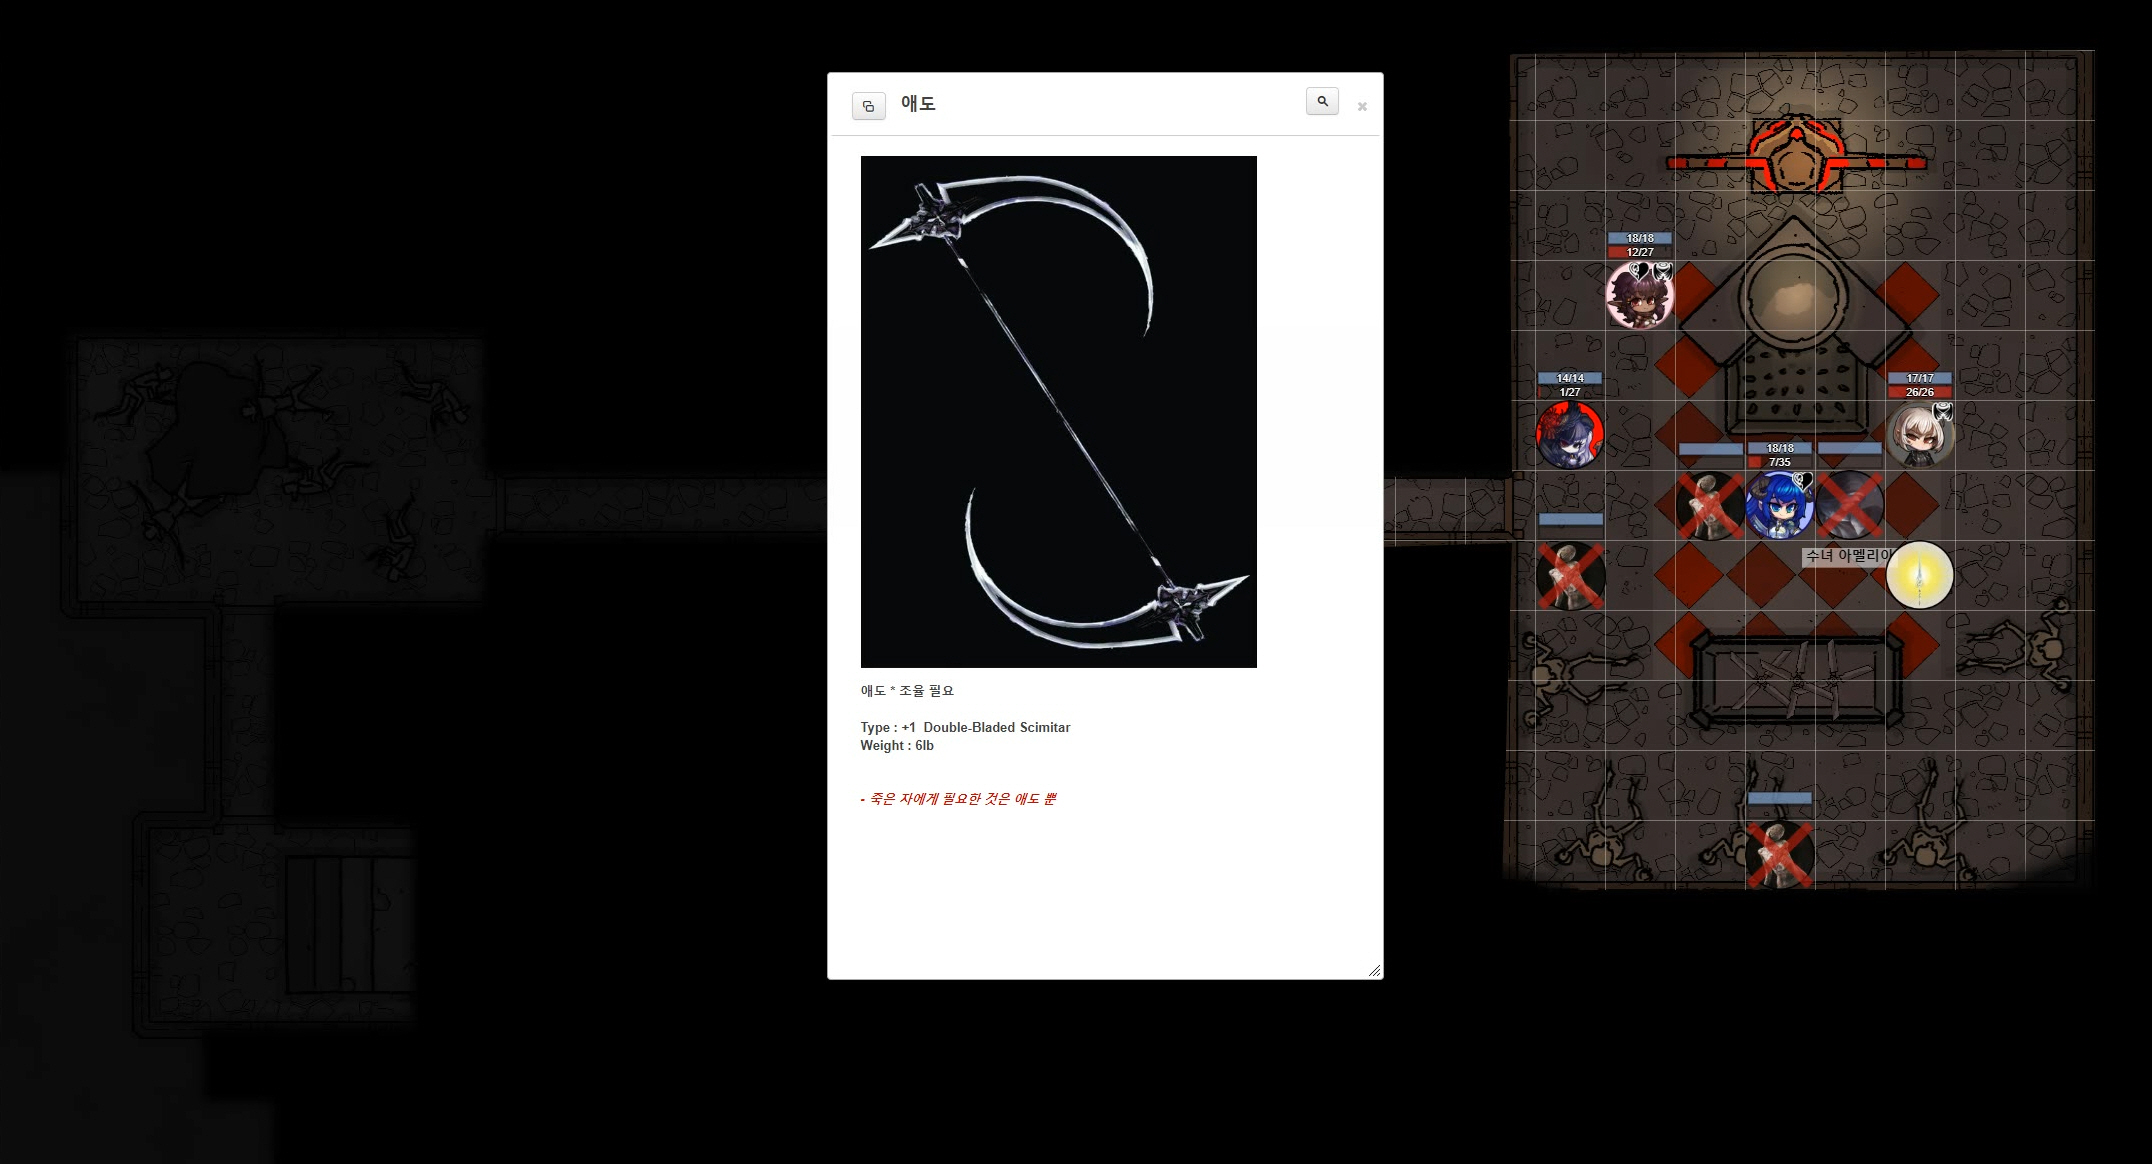 애도
애도 * 조율 필요
Type : +1 Double-Bladed Scimitar
Weight : 6lb
- 죽은 자에게 필요한 것은 애도 뿐
18/18
12/27
14/14
1/27
17/17
26/26
18/18
7/35
수녀 아멜리아